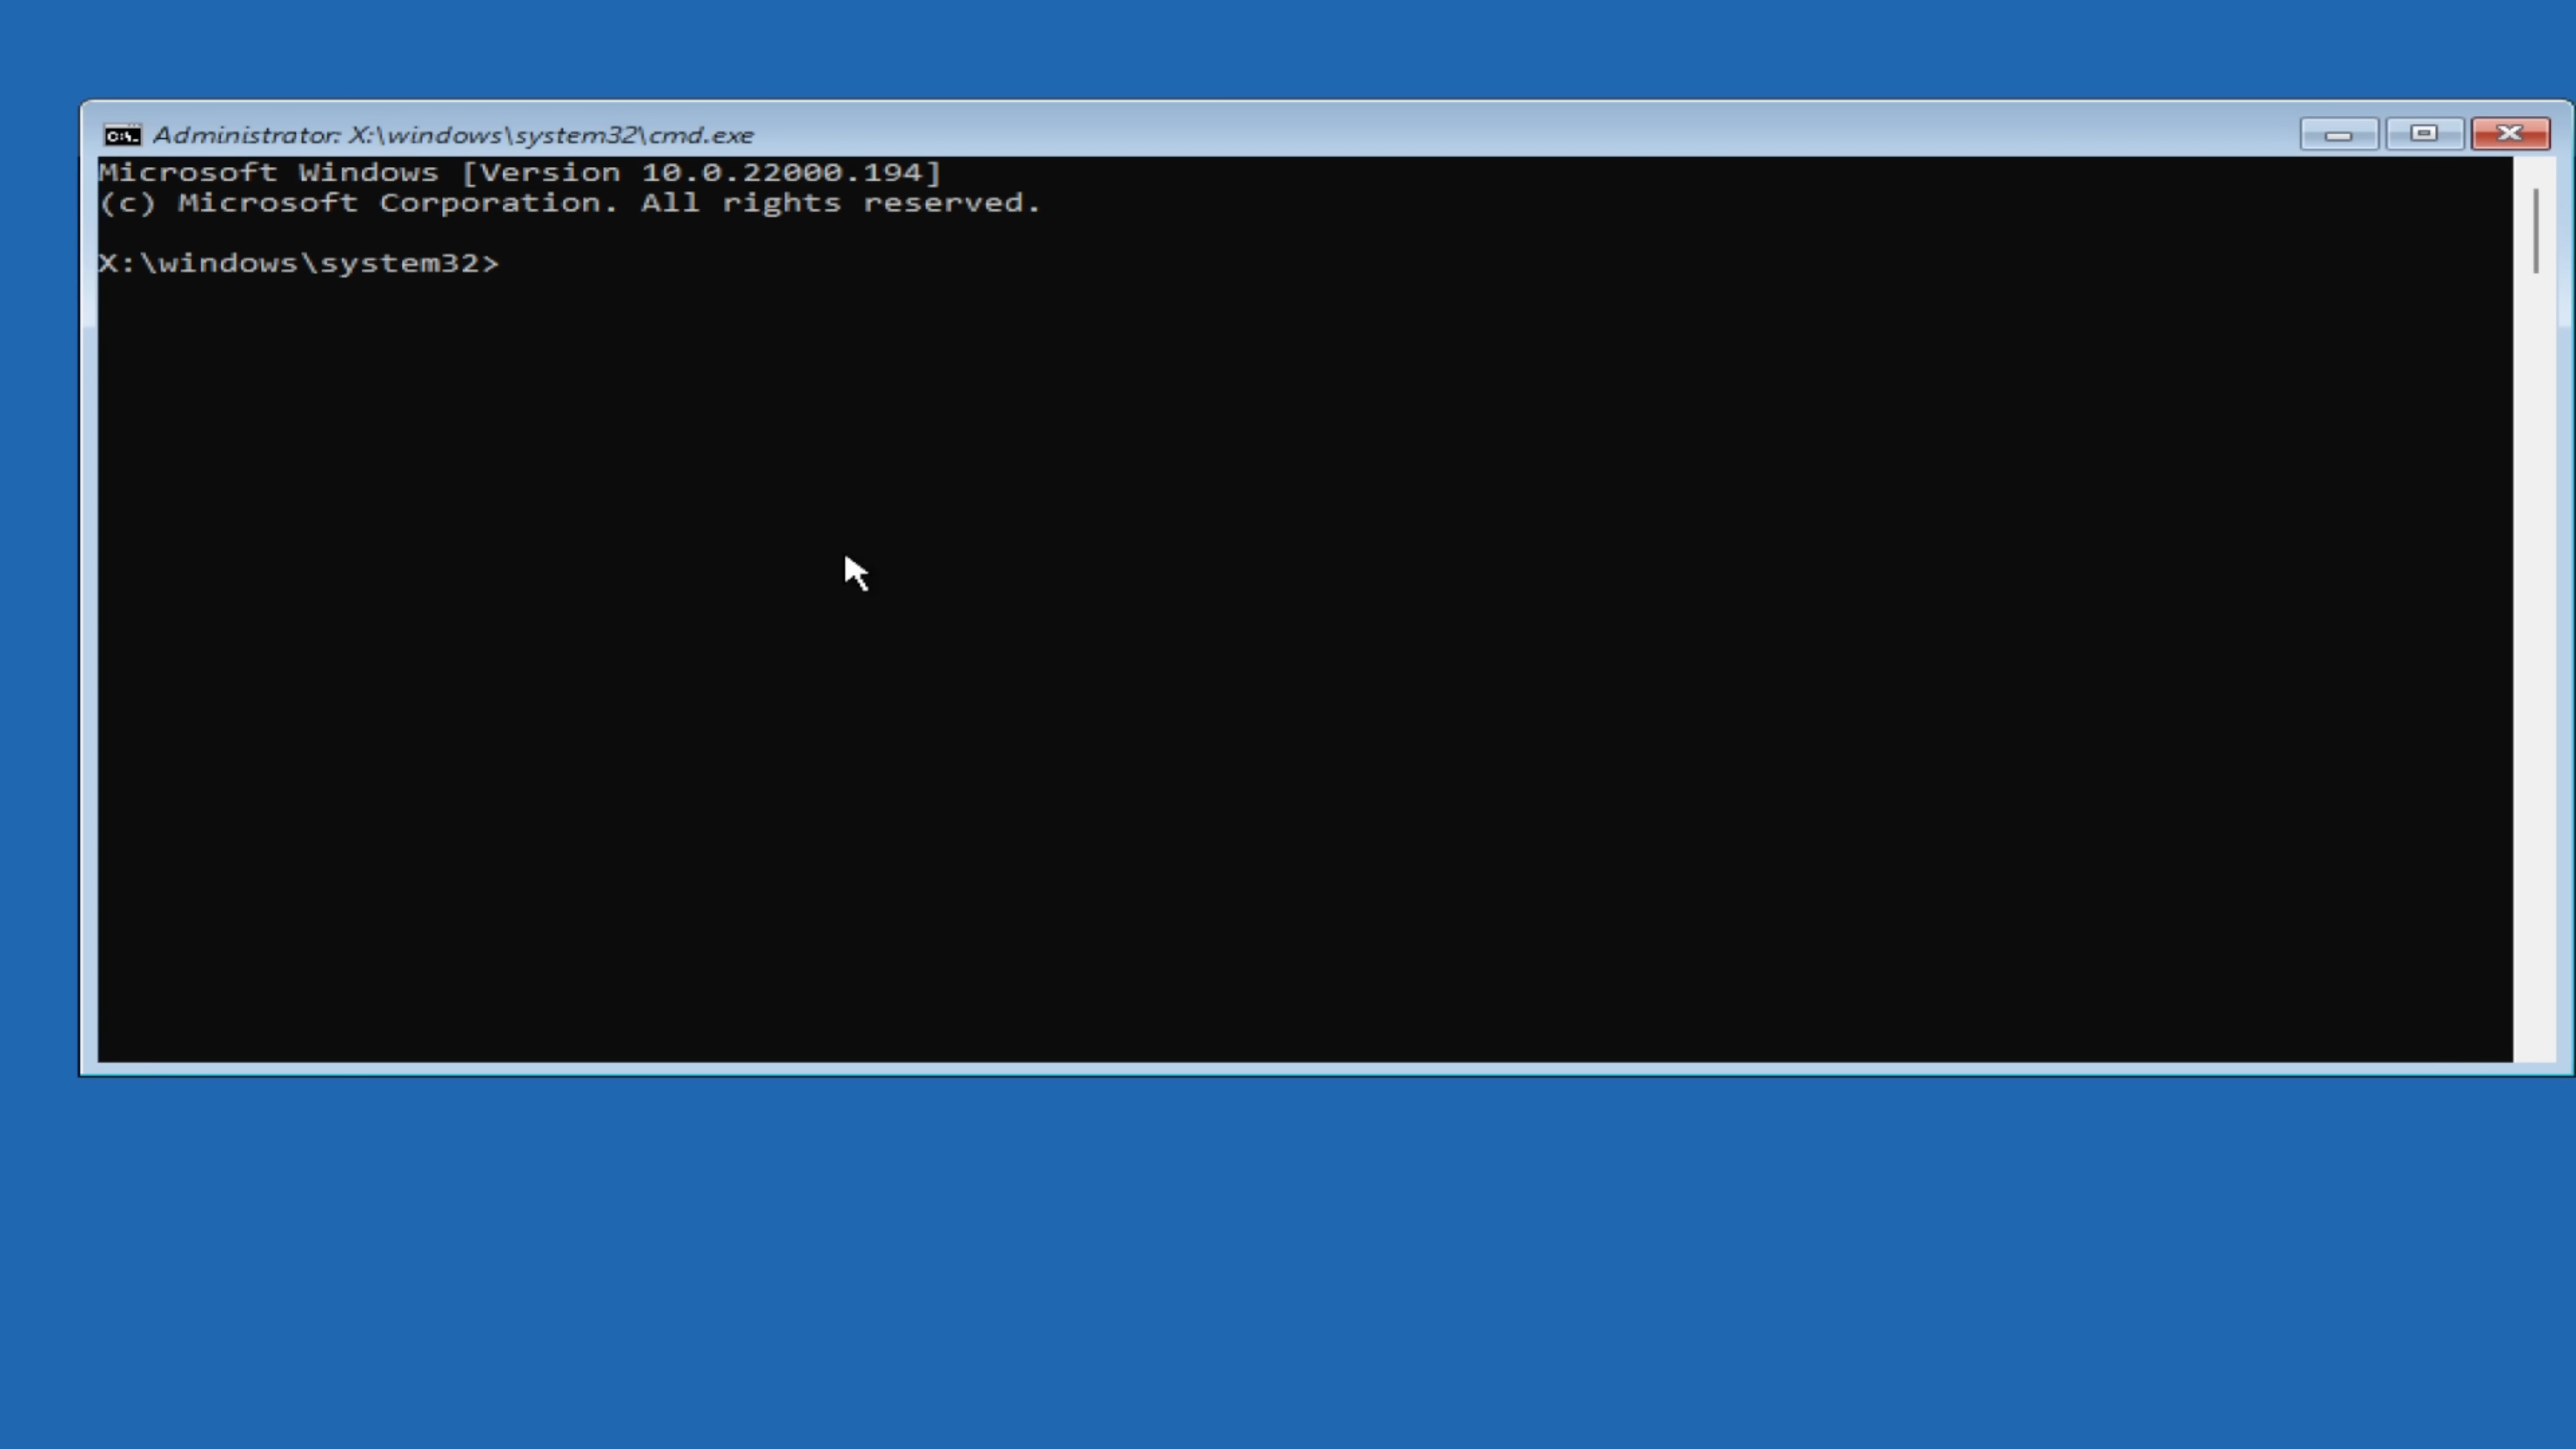 Administrator: X:\windows\system32\cmd.exe
Microsoft Windows [Version 10.0.22000.194]
(c) Microsoft Corporation. All rights reserved.
X:\windows\system32>